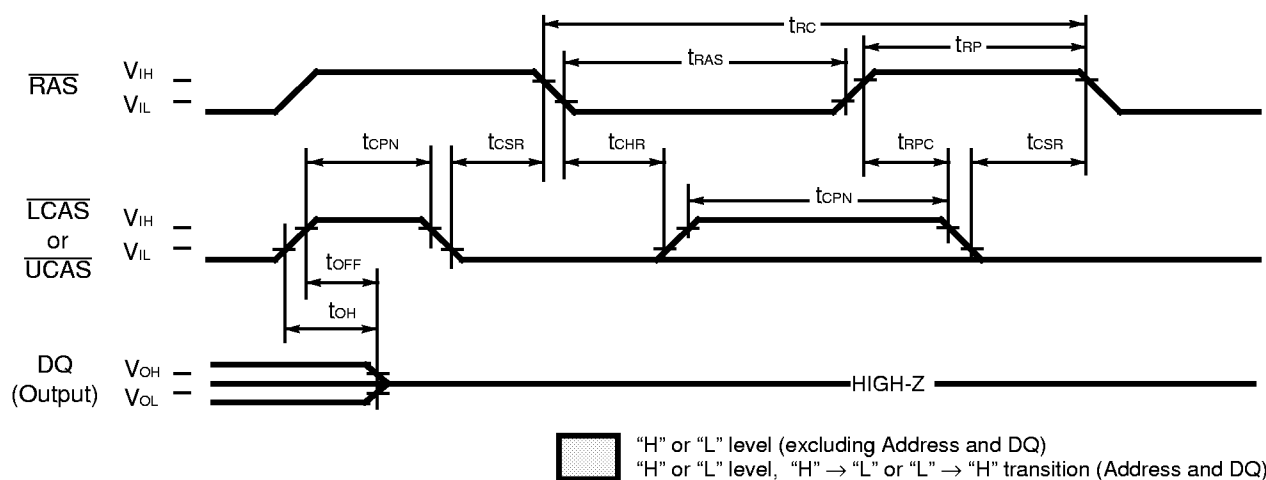 tRC
tRAS
tRP
RAS
VIH
VIL
tCPN
tCSR
tCHR
tRPC
tCSR
tCPN
LCAS
or
UCAS
VIH
VIL
tOFF
tOH
DQ
(Output)
VOH
VOL
HIGH-Z
“H” or “L” level (excluding Address and DQ)
“H” or “L” level, “H” → “L” or “L” → “H” transition (Address and DQ)